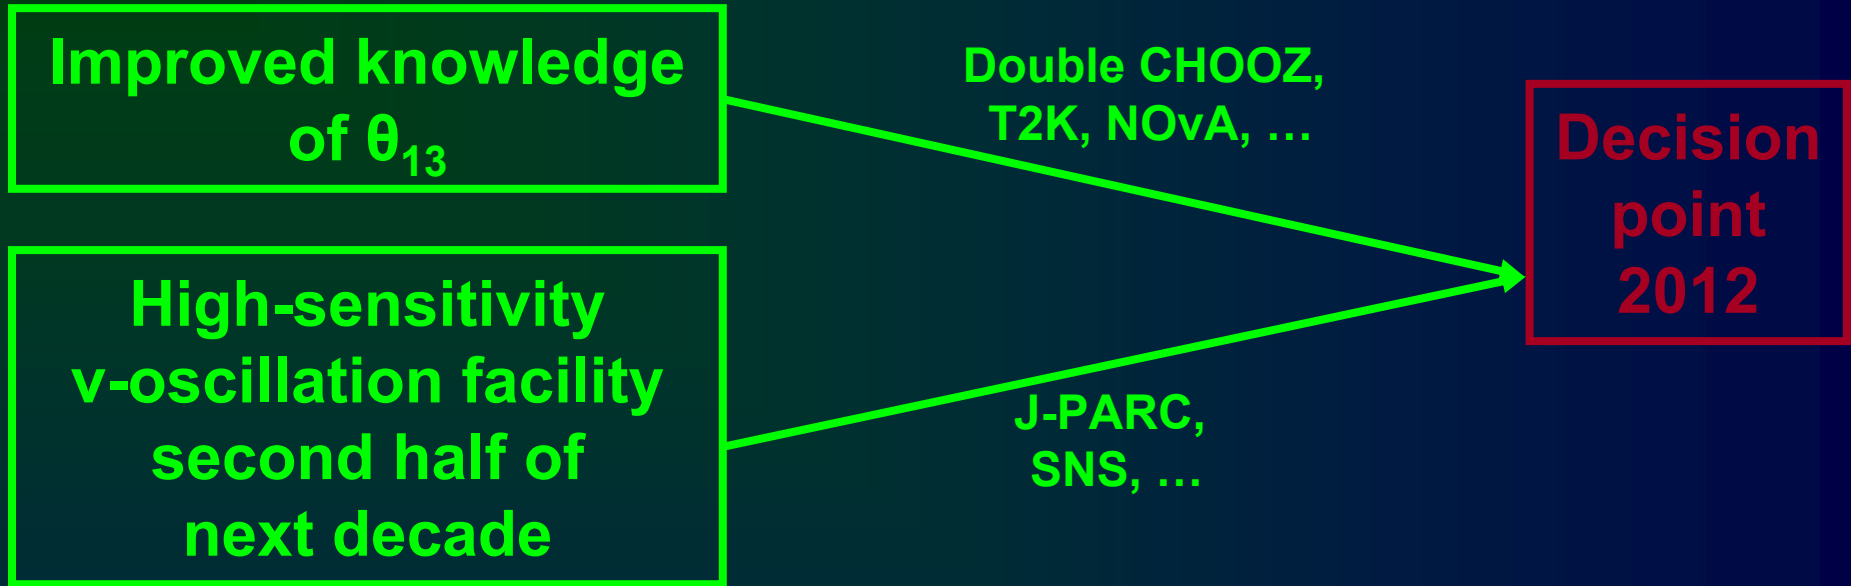 Improved knowledge
of θ₁₃
Double CHOOZ,
T2K, NOvA, …
Decision
point
2012
High-sensitivity
ν-oscillation facility
second half of
next decade
J-PARC,
SNS, …